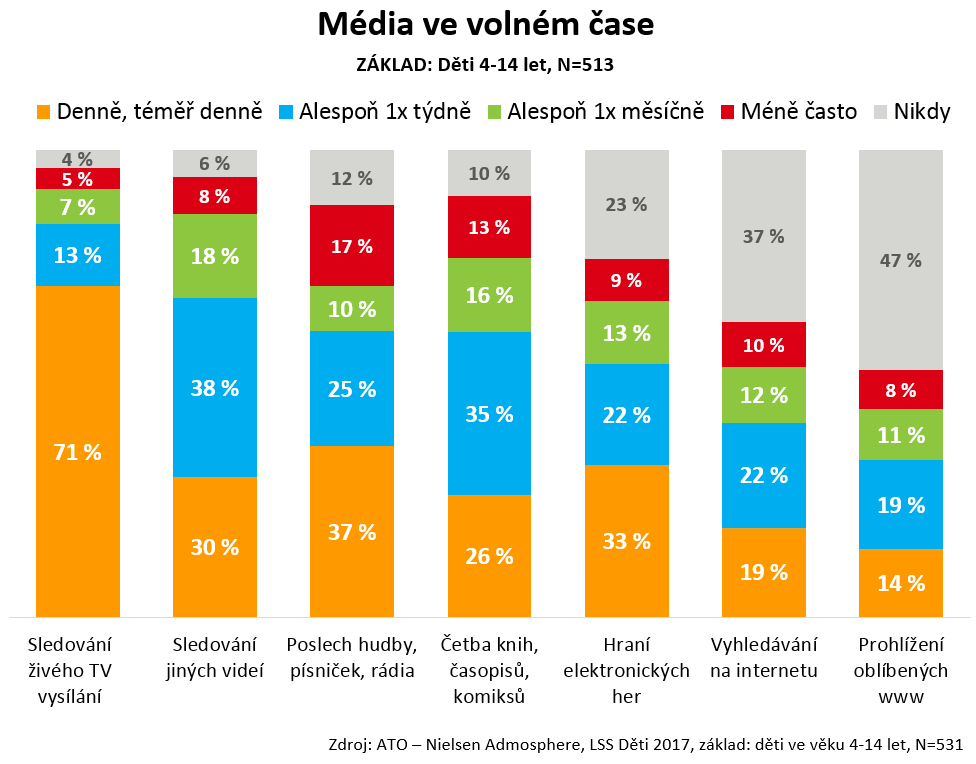 Média ve volném čase
ZÁKLAD: Děti 4-14 let, N=513
Denně, téměř denně Alespoň 1x týdně Alespoň 1x měsíčně Méně často Nikdy
4 %
5 %
7 %
13 %
71 %
6 %
8 %
18 %
38 %
30 %
12 %
17 %
10 %
25 %
37 %
10 %
13 %
16 %
35 %
26 %
23 %
9 %
13 %
22 %
33 %
37 %
10 %
12 %
22 %
19 %
47 %
8 %
11 %
19 %
14 %
Sledování
živého TV
vysílání
Sledování
jiných videí
Poslech hudby,
písniček, rádia
Četba knih,
časopisů,
komiksů
Hraní
elektronických
her
Vyhledávání
na internetu
Prohlížení
oblíbených
www
Zdroj: ATO – Nielsen Admosphere, LSS Děti 2017, základ: děti ve věku 4-14 let, N=531